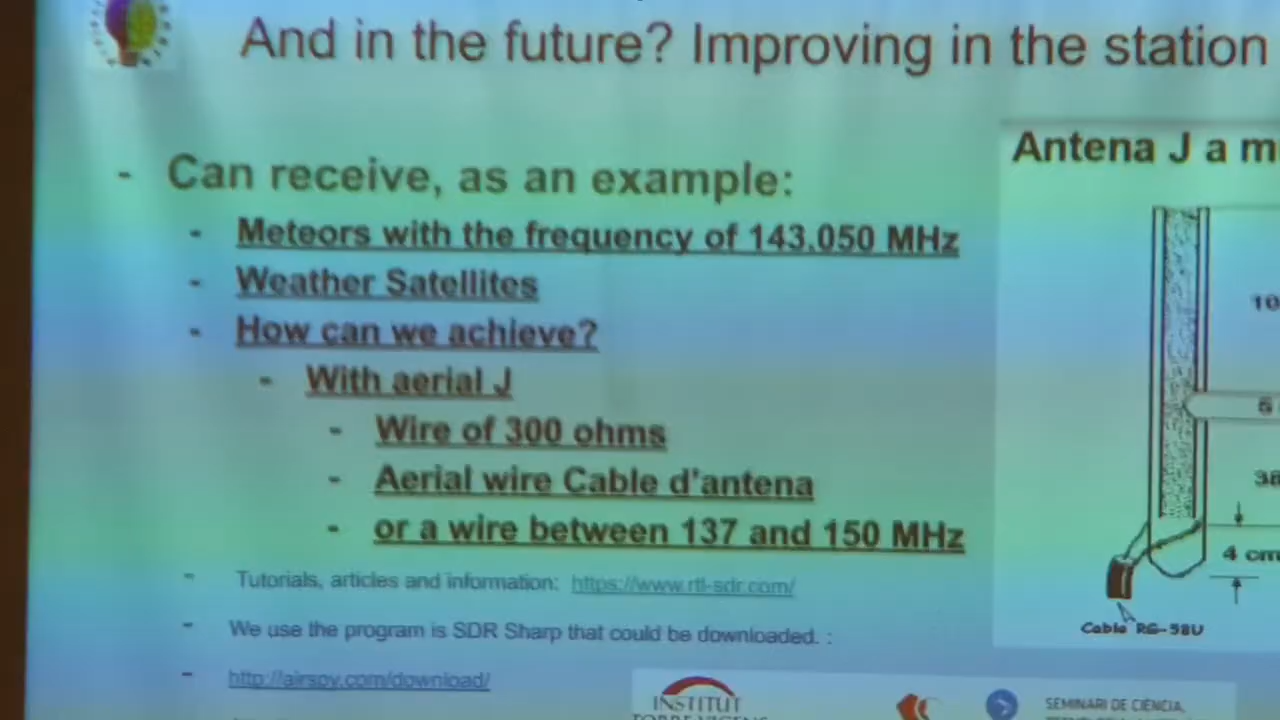 And in the future? Improving in the station
- Can receive, as an example:
- Meteors with the frequency of 143.050 MHz
- Weather Satellites
- How can we achieve?
- With aerial J
- Wire of 300 ohms
- Aerial wire Cable d'antena
- or a wire between 137 and 150 MHz
- Tutorials, articles and information: https://www.rtl-sdr.com/
- We use the program is SDR Sharp that could be downloaded. :
- http://airspy.com/download/
Antena J a m
10
5
38
4 cm
Cable RG-58U
INSTITUT
SEMINARI DE CIÈNCIA,